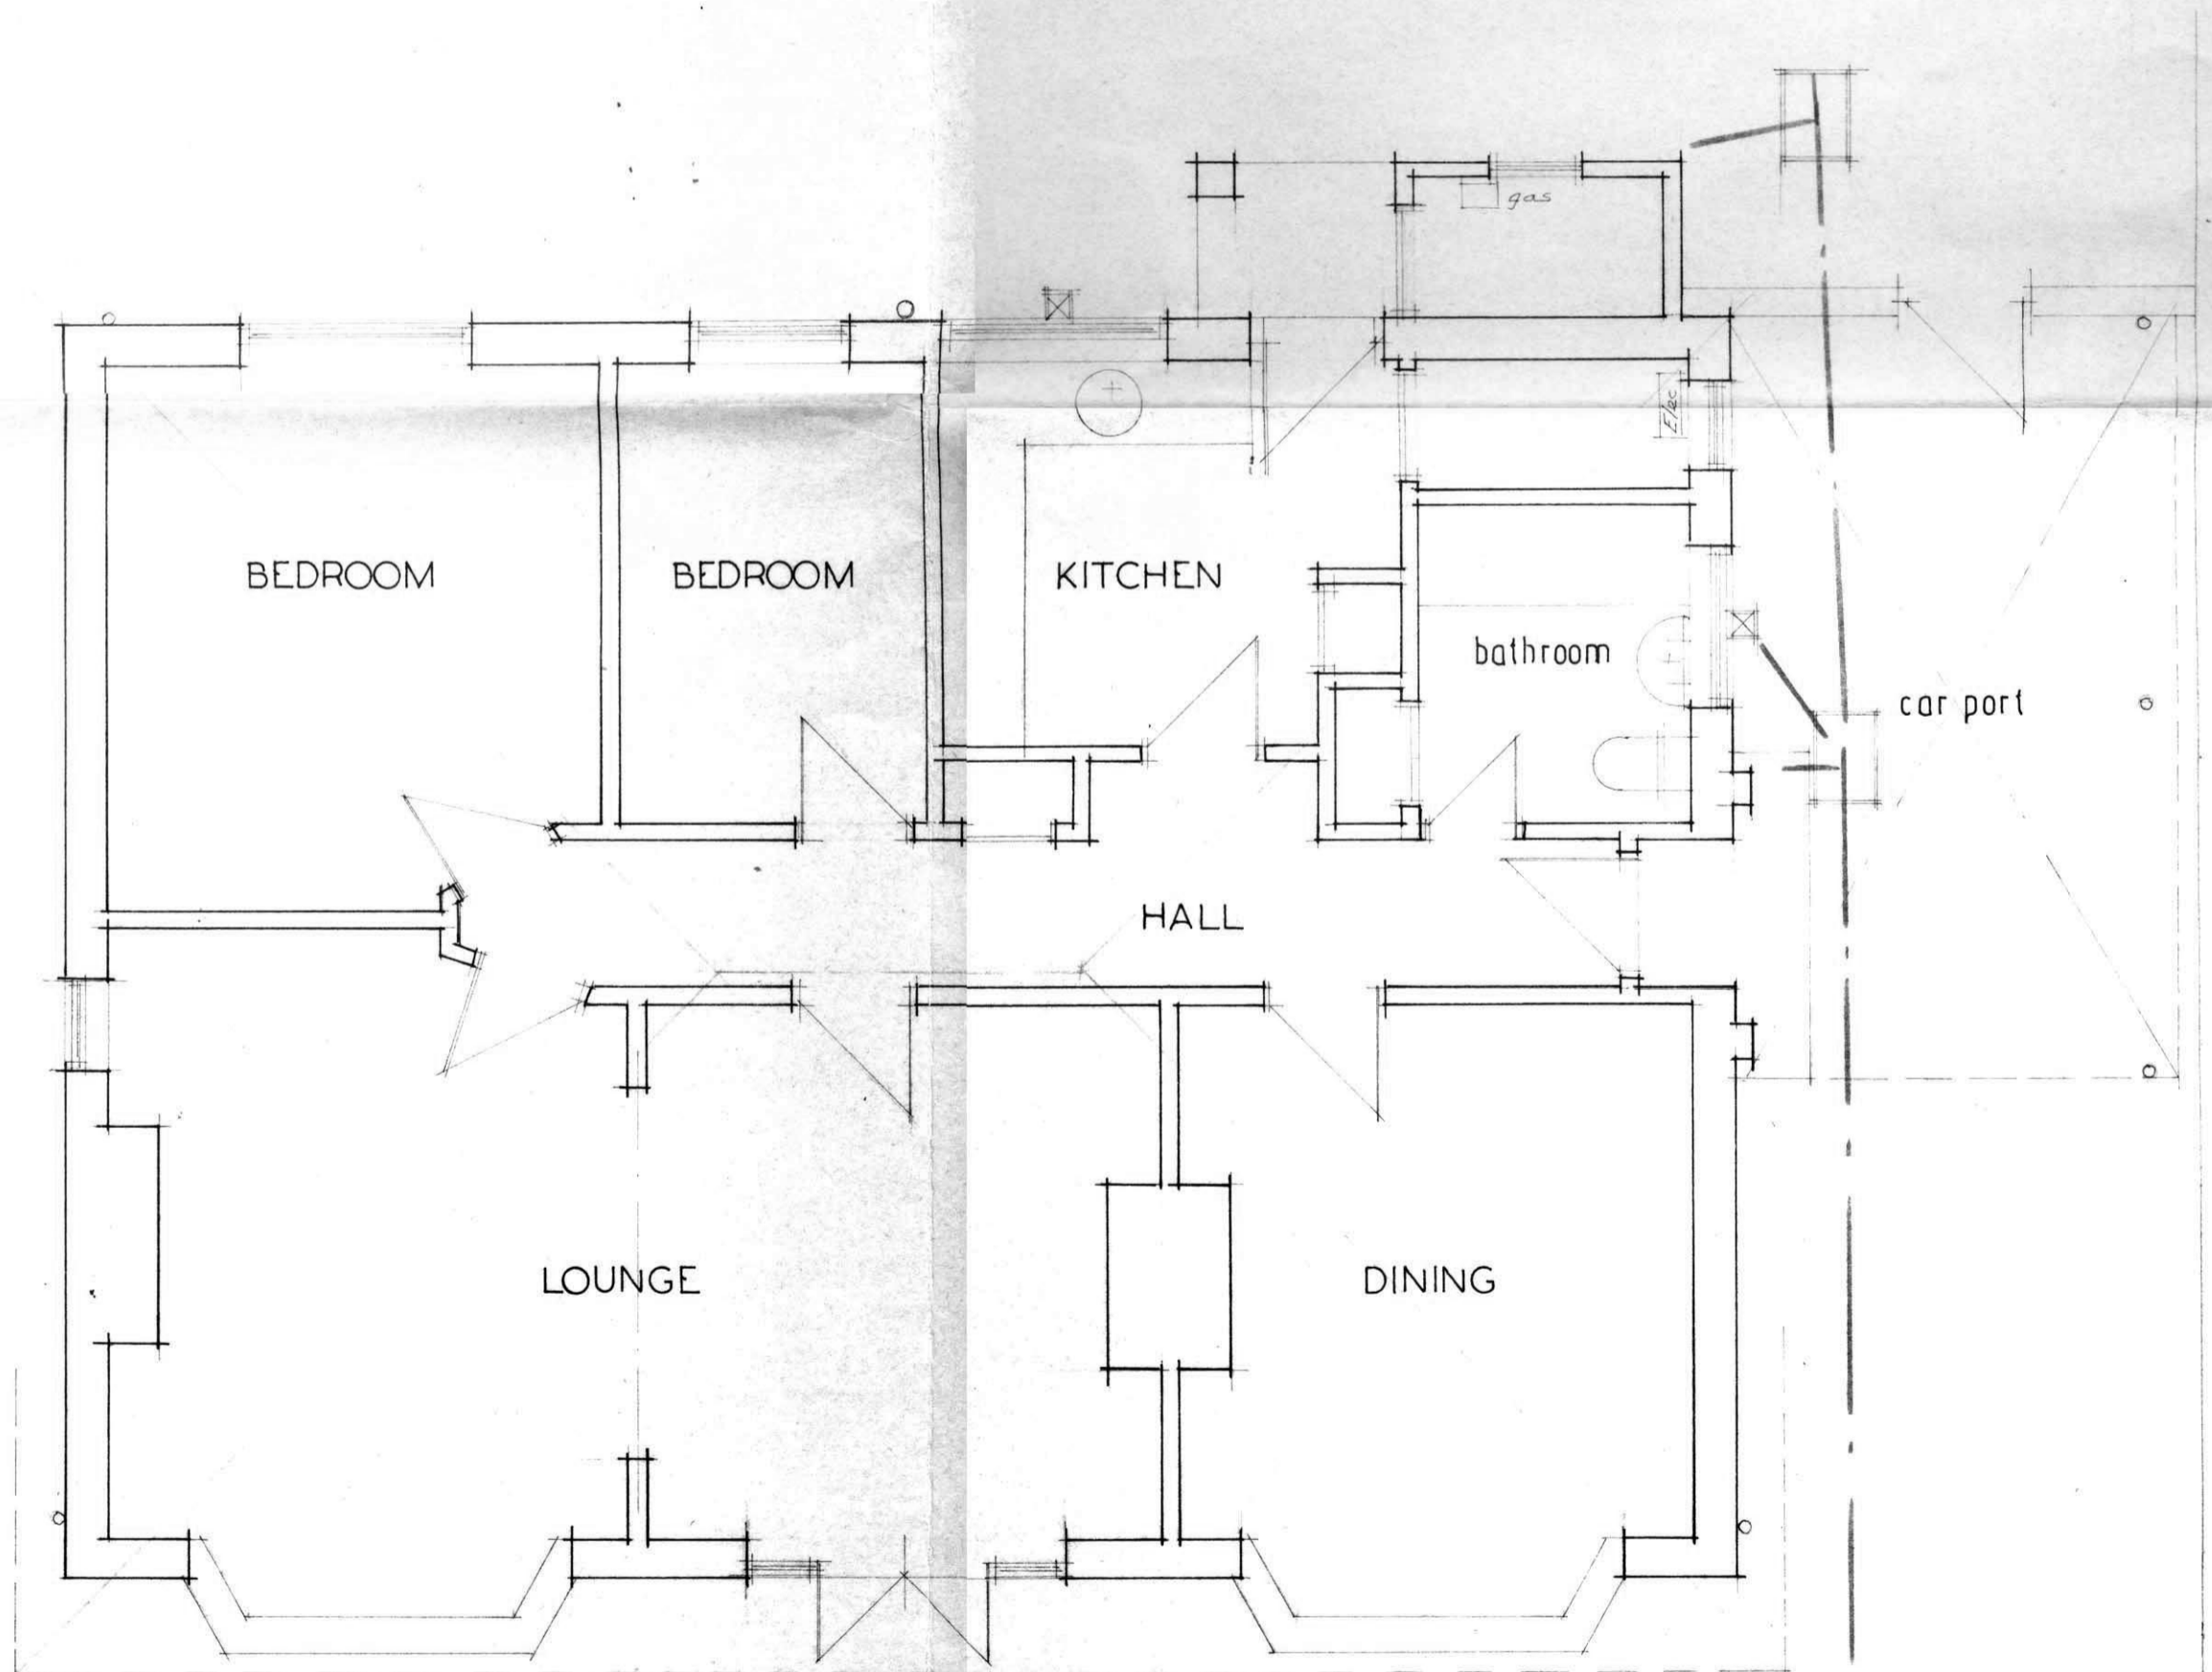 gas
Elec
BEDROOM
BEDROOM
KITCHEN
bathroom
car port
HALL
LOUNGE
DINING